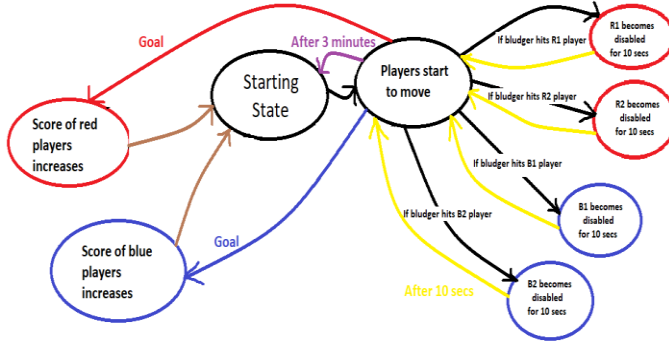 Goal
After 3 minutes
Starting
State
Players start
to move
If bludger hits R1 player
R1 becomes
disabled
for 10 secs
If bludger hits R2 player
R2 becomes
disabled
for 10 secs
Score of red
players
increases
If bludger hits B1 player
B1 becomes
disabled
for 10 secs
If bludger hits B2 player
Goal
Score of blue
players
increases
After 10 secs
B2 becomes
disabled
for 10 secs